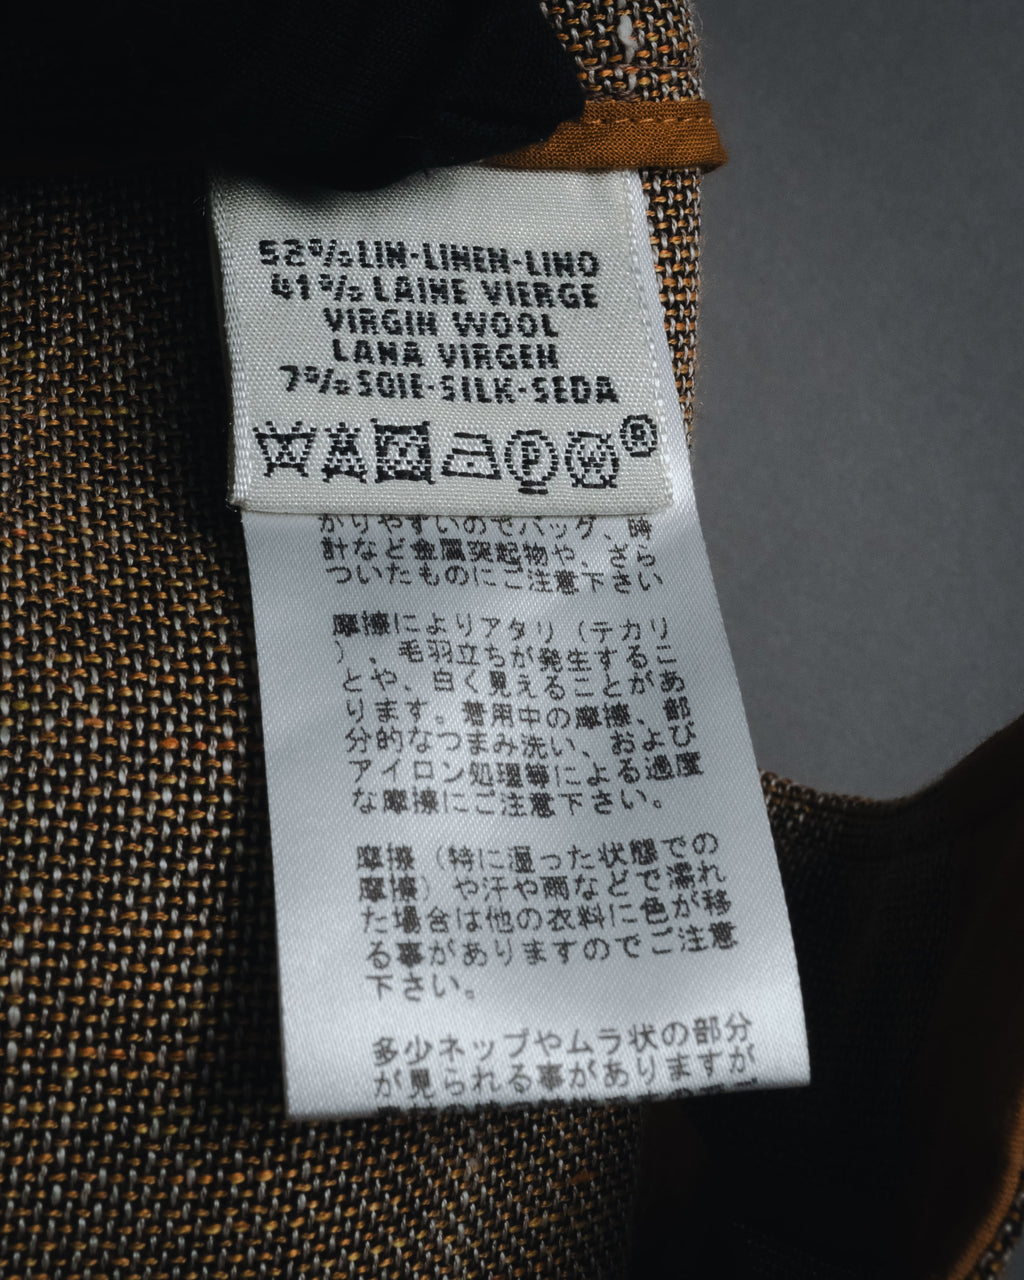 52% LIN-LINEN-LINO
41% LAINE VIERGE
VIRGIN WOOL
LANA VIRGEN
7% SOIE-SILK-SEDA
P W R
かりやすいのでバッグ、時
計など金属突起物や、ざら
ついたものにご注意下さい
摩擦によりアタリ（テカリ
）、毛羽立ちが発生するこ
とや、白く見えることがあ
ります。着用中の摩擦、部
分的なつまみ洗い、および
アイロン処理等による過度
な摩擦にご注意下さい。
摩擦（特に湿った状態での
摩擦）や汗や雨などで濡れ
た場合は他の衣料に色が移
る事がありますのでご注意
下さい。
多少ネップやムラ状の部分
が見られる事がありますが